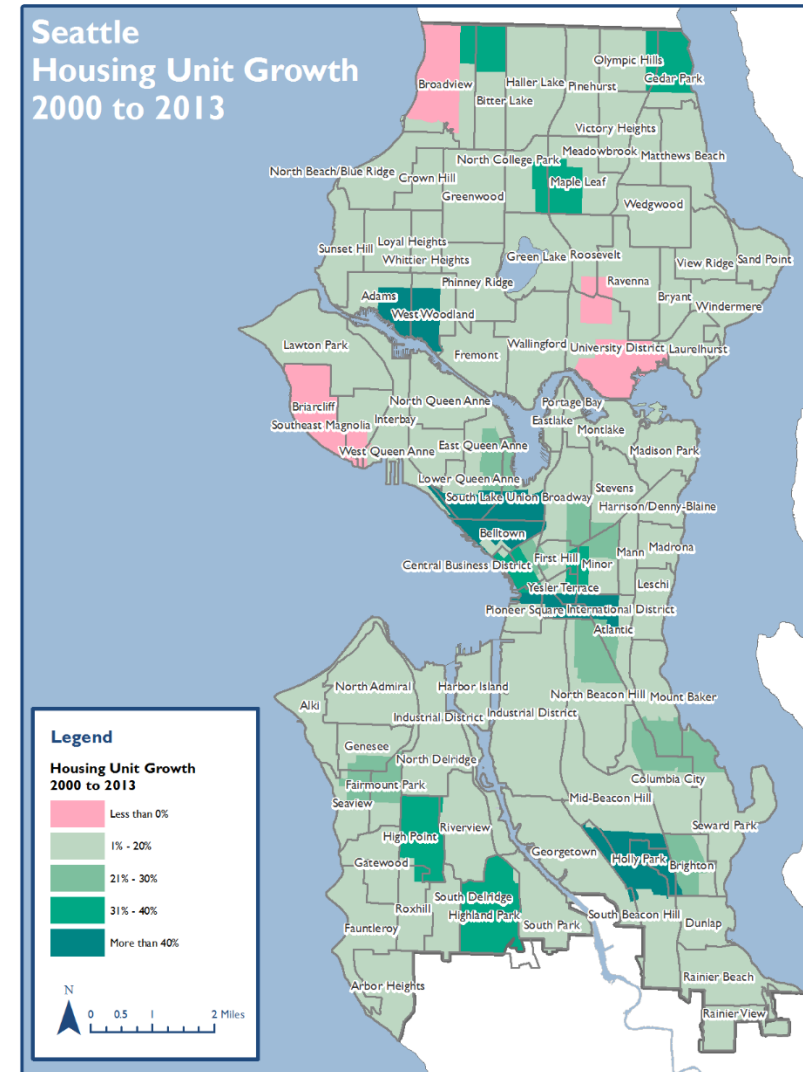 Seattle
Housing Unit Growth
2000 to 2013
Olympic Hills
Broadview
Haller Lake
Cedar Park
Pinehurst
Bitter Lake
Victory Heights
Meadowbrook
North College Park
Matthews Beach
North Beach/Blue Ridge
Crown Hill
Maple Leaf
Greenwood
Wedgwood
Sunset Hill
Loyal Heights
Whittier Heights
Green Lake
Roosevelt
View Ridge
Sand Point
Phinney Ridge
Ravenna
Adams
Bryant
Windermere
West Woodland
Lawton Park
Fremont
Wallingford
University District
Laurelhurst
Briarcliff
North Queen Anne
Portage Bay
Southeast Magnolia
Interbay
Eastlake
Montlake
West Queen Anne
East Queen Anne
Madison Park
Lower Queen Anne
Stevens
South Lake Union
Broadway
Harrison/Denny-Blaine
Belltown
Mann
Madrona
First Hill
Minor
Central Business District
Yesler Terrace
Leschi
Pioneer Square
International District
Atlantic
North Admiral
Harbor Island
North Beacon Hill
Mount Baker
Alki
Industrial District
Industrial District
Genesee
North Delridge
Fairmount Park
Columbia City
Seaview
Mid-Beacon Hill
High Point
Riverview
Seward Park
Georgetown
Gatewood
Holly Park
Brighton
South Delridge
Roxhill
Highland Park
South Park
South Beacon Hill
Dunlap
Fauntleroy
Rainier Beach
Arbor Heights
Rainier View
Legend
Housing Unit Growth
2000 to 2013
Less than 0%
1% - 20%
21% - 30%
31% - 40%
More than 40%
N
0 0.5 1 2 Miles